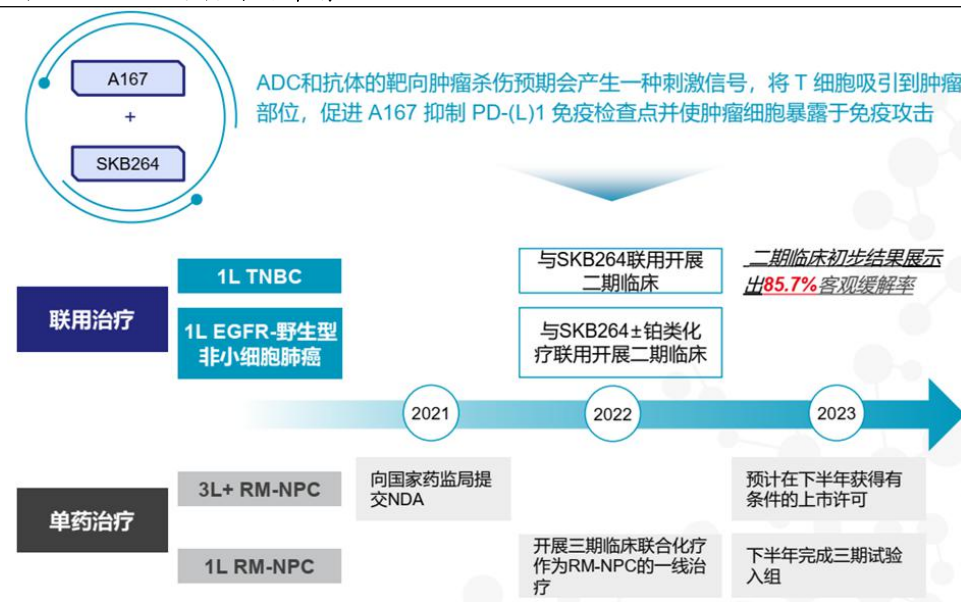 A167
+
SKB264
ADC和抗体的靶向肿瘤杀伤预期会产生一种刺激信号，将 T 细胞吸引到肿瘤
部位，促进 A167 抑制 PD-(L)1 免疫检查点并使肿瘤细胞暴露于免疫攻击
联用治疗
1L TNBC
与SKB264联用开展
二期临床
二期临床初步结果展示
出85.7%客观缓解率
1L EGFR-野生型
非小细胞肺癌
与SKB264±铂类化
疗联用开展二期临床
2021
2022
2023
单药治疗
3L+ RM-NPC
向国家药监局提
交NDA
预计在下半年获得有
条件的上市许可
1L RM-NPC
开展三期临床联合化疗
作为RM-NPC的一线治
疗
下半年完成三期试验
入组